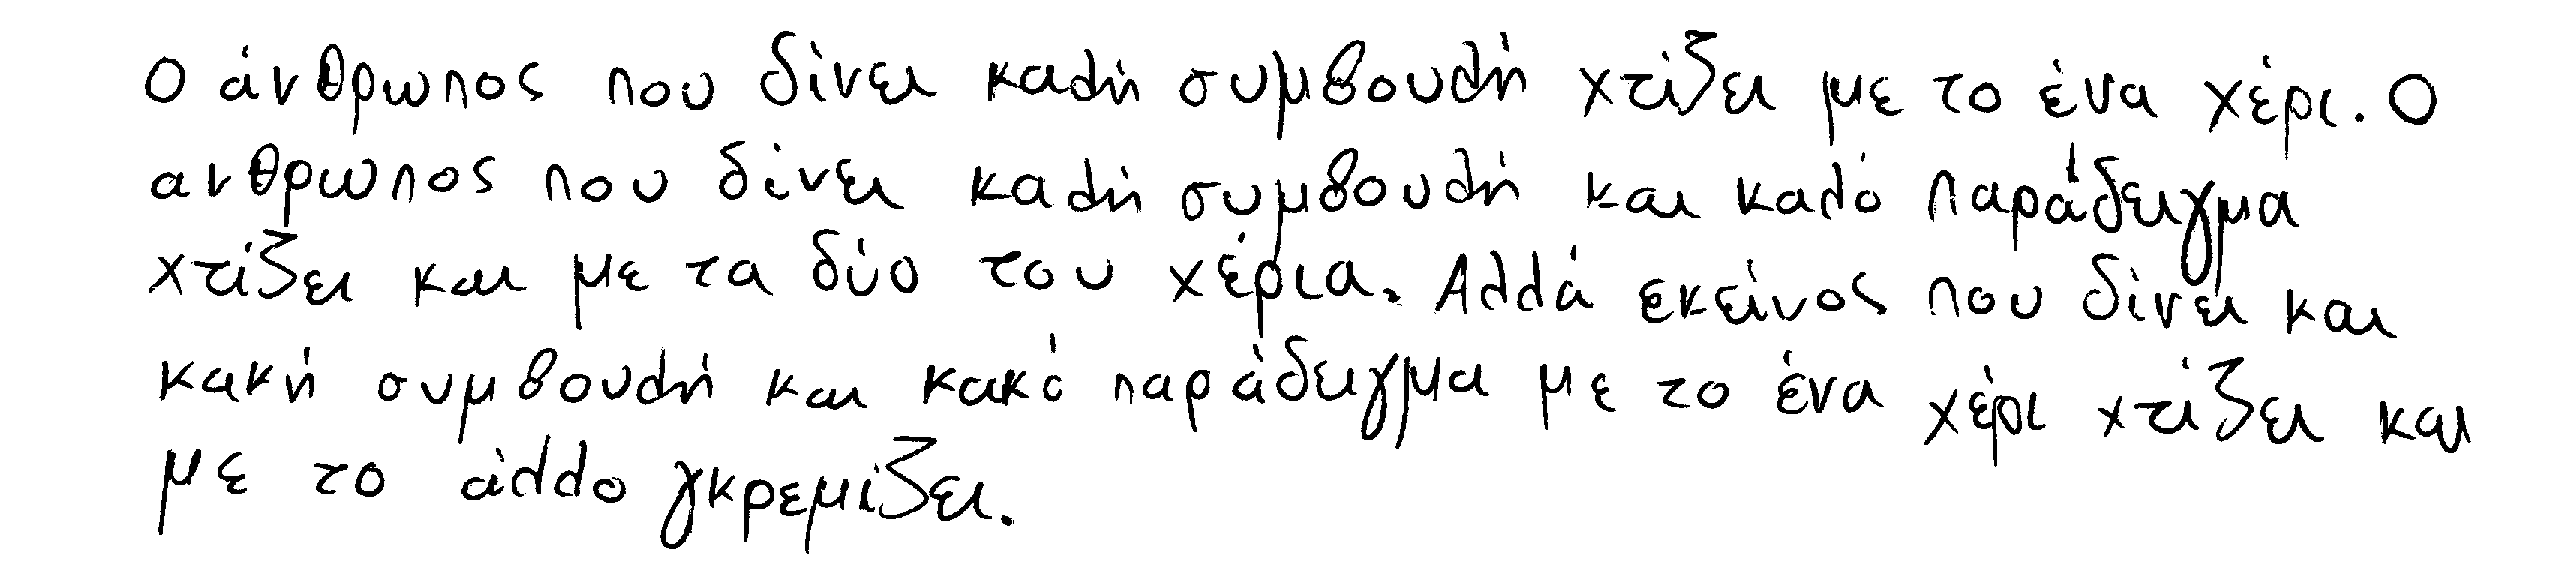 Ο άνθρωπος που δίνει καλή συμβουλή χτίζει με το ένα χέρι. Ο
ανθρωπος που δίνει καλή συμβουλή και καλό παράδειγμα
χτίζει και με τα δύο του χέρια. Αλλά εκείνος που δίνει και
κακή συμβουλή και κακό παράδειγμα με το ένα χέρι χτίζει και
με το άλλο γκρεμίζει.